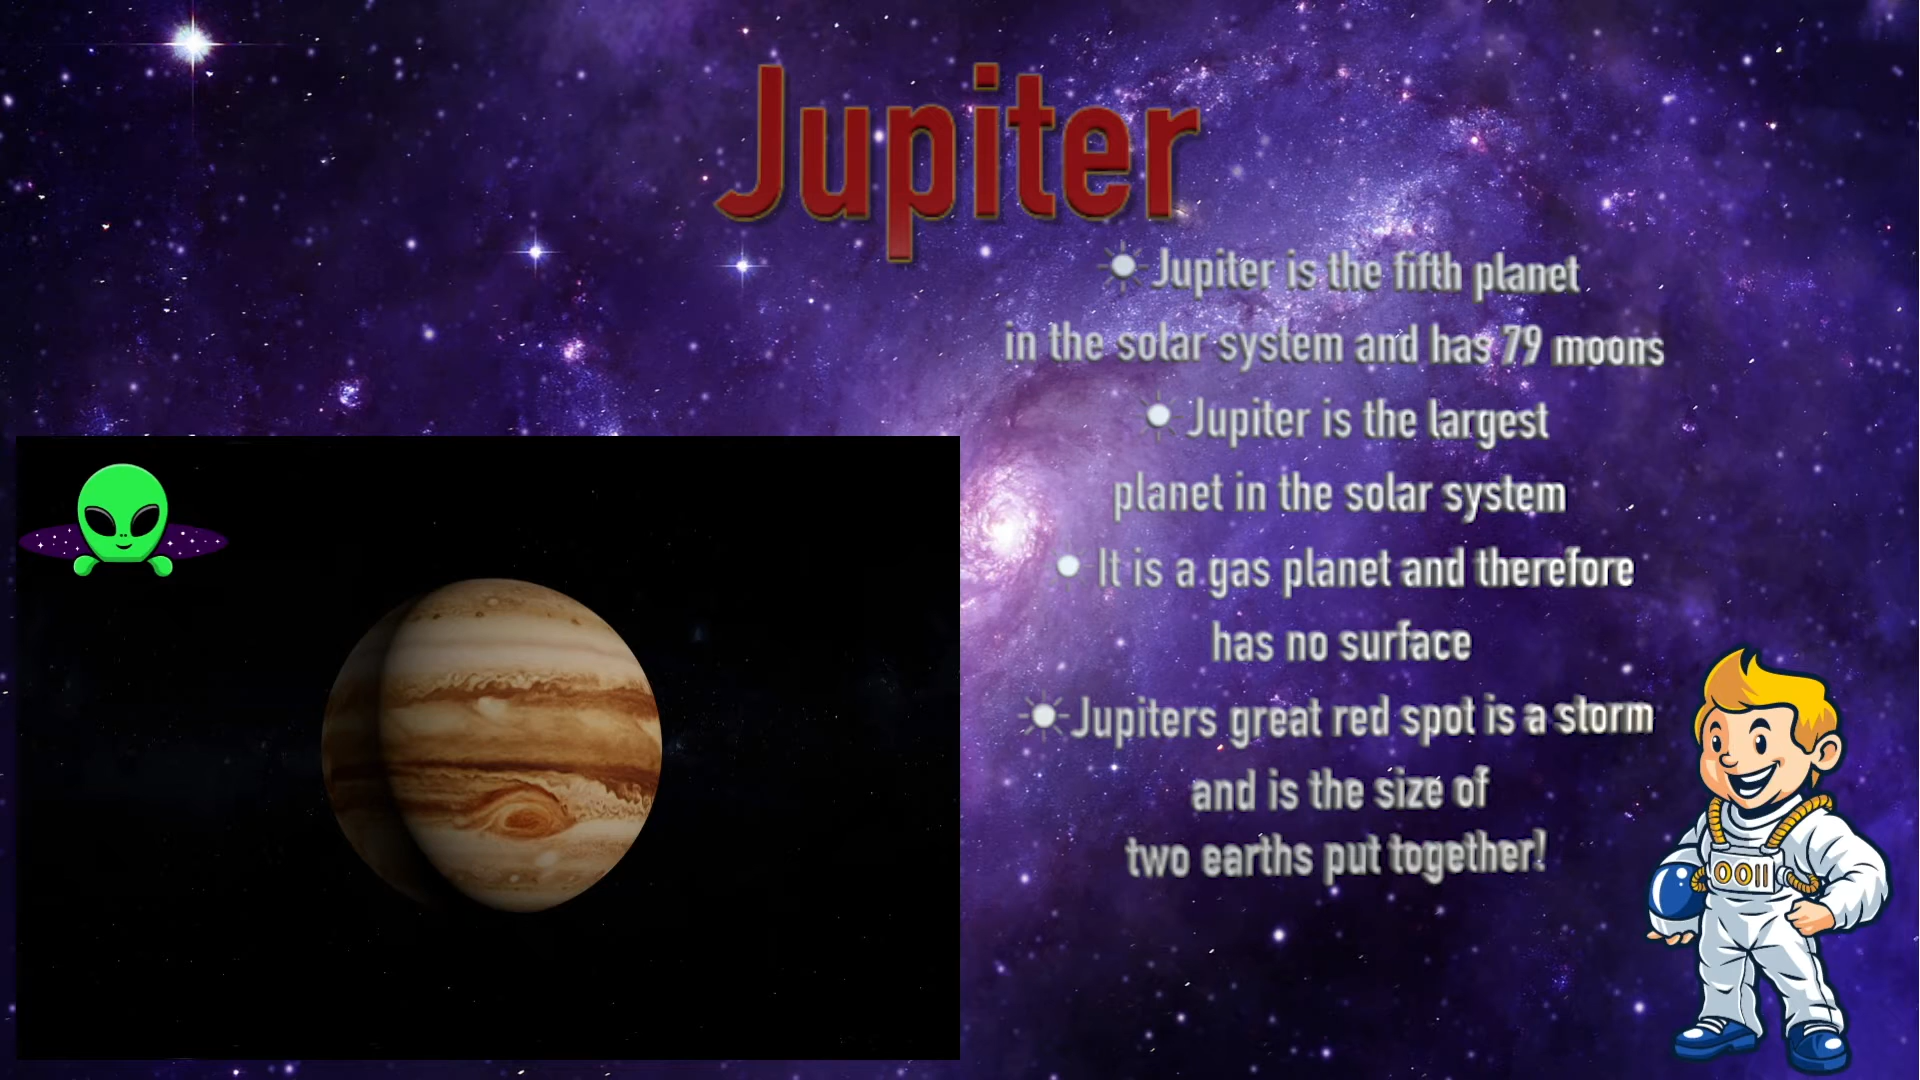 Jupiter
Jupiter is the fifth planet
in the solar system and has 79 moons
Jupiter is the largest
planet in the solar system
It is a gas planet and therefore
has no surface
Jupiters great red spot is a storm
and is the size of
two earths put together!
0011